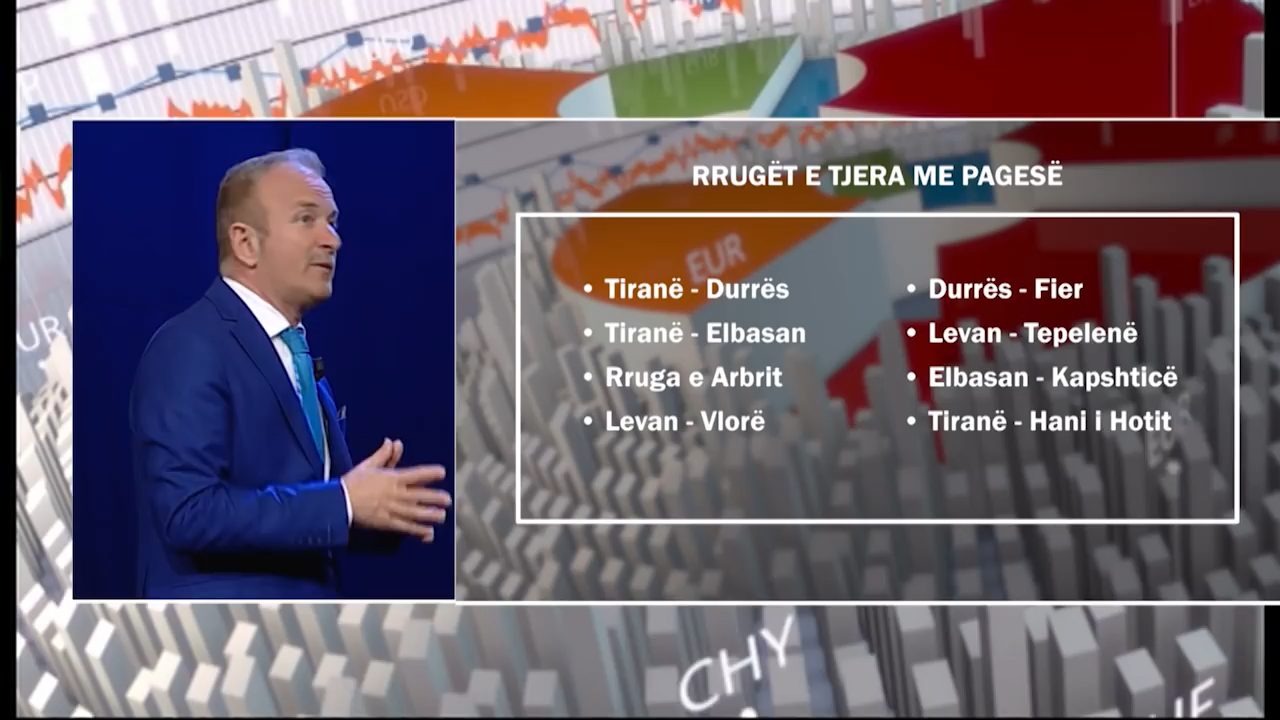 RRUGËT E TJERA ME PAGESË
• Tiranë - Durrës
• Tiranë - Elbasan
• Rruga e Arbrit
• Levan - Vlorë
• Durrës - Fier
• Levan - Tepelenë
• Elbasan - Kapshticë
• Tiranë - Hani i Hotit
EUR
CHY